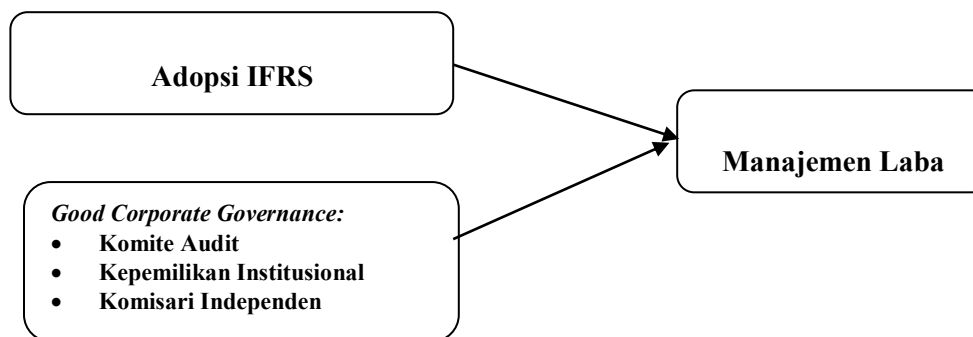 Adopsi IFRS
Manajemen Laba
Good Corporate Governance:
• Komite Audit
• Kepemilikan Institusional
• Komisari Independen